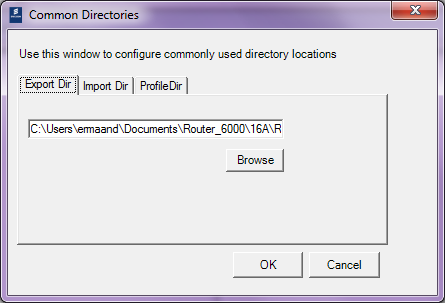 Common Directories
Use this window to configure commonly used directory locations
Export Dir Import Dir ProfileDir
C:\Users\ermaand\Documents\Router_6000\16A\R
Browse
OK Cancel